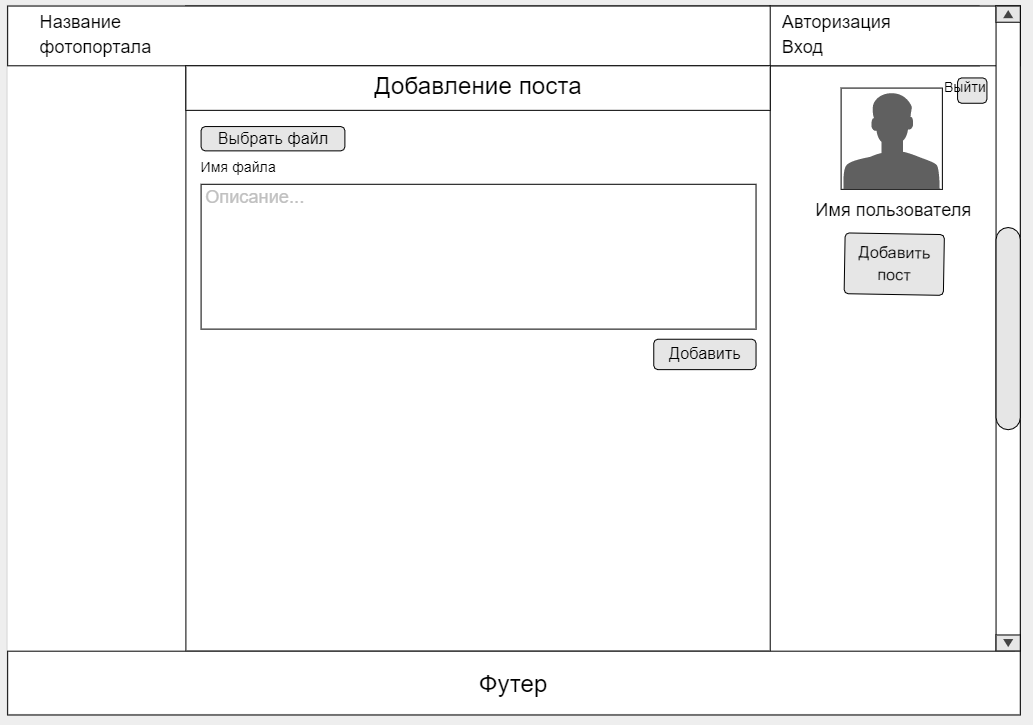 Название
фотопортала
Авторизация
Вход
Добавление поста
Выйти
Выбрать файл
Имя файла
Описание...
Имя пользователя
Добавить
пост
Добавить
Футер